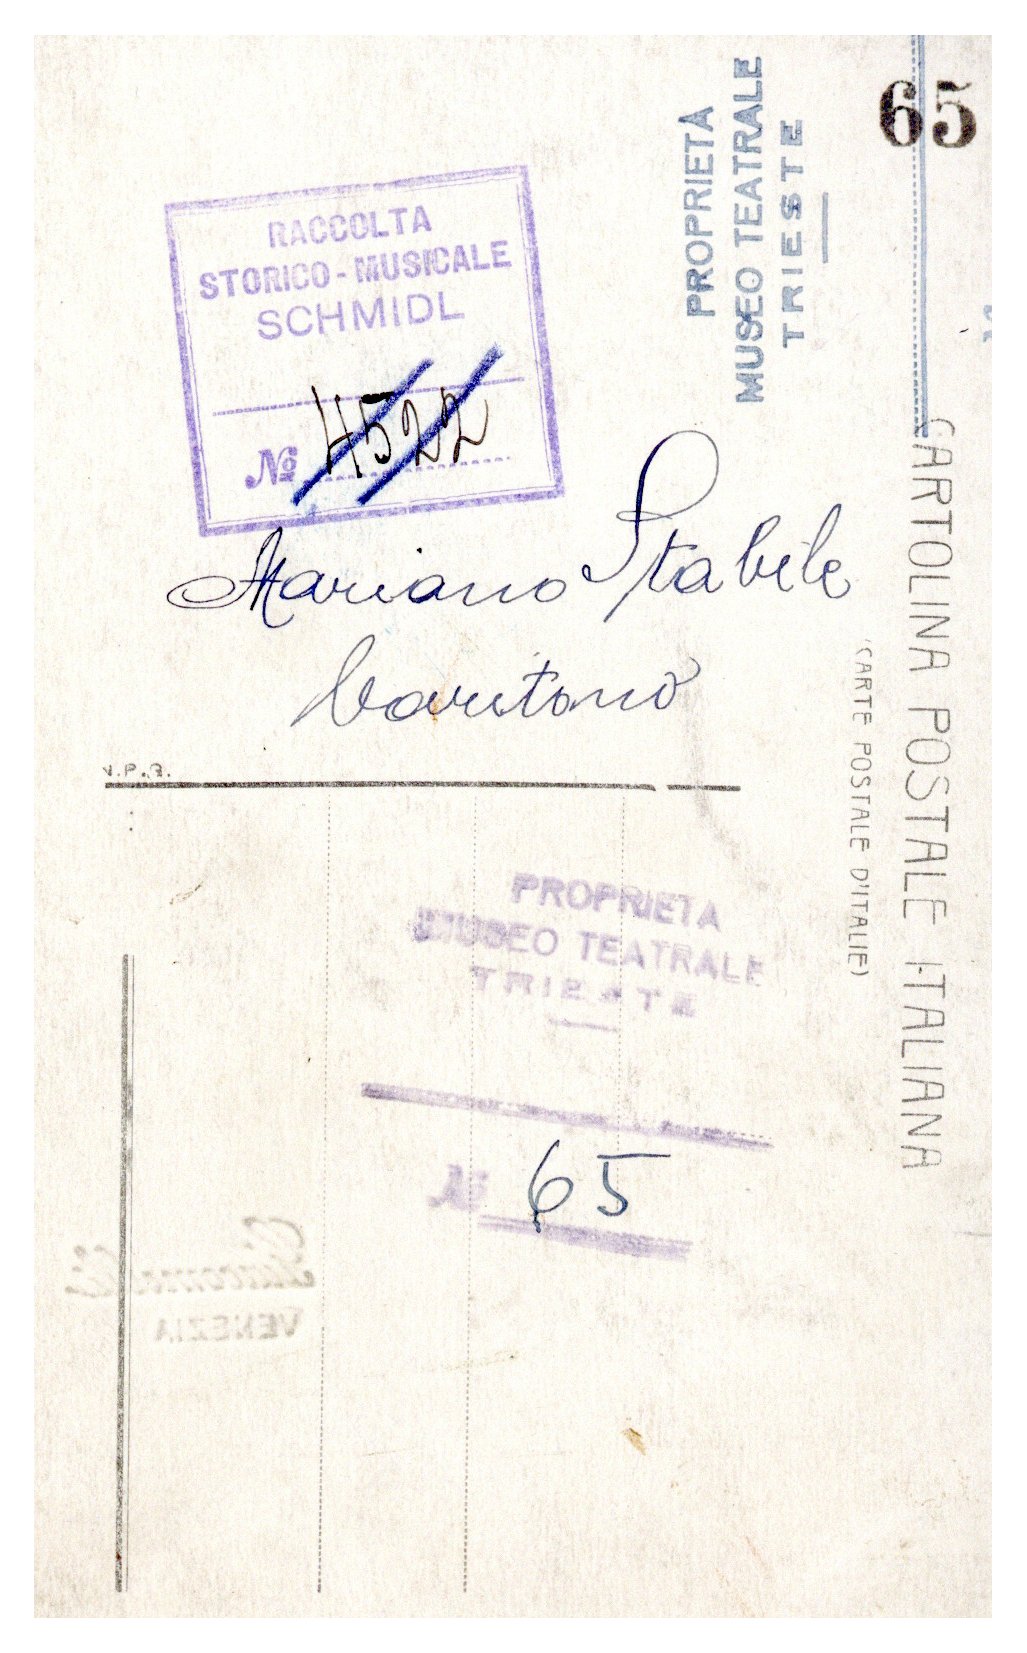 65
PROPRIETÀ
MUSEO TEATRALE
TRIESTE
RACCOLTA
STORICO-MUSICALE
SCHMIDL
No 4522
Mariano Stabile
baritono
CARTOLINA POSTALE ITALIANA
(CARTE POSTALE D'ITALIE)
V.P.F.
PROPRIETA
MUSEO TEATRALE
TRIESTE
No 65
VENEZIA